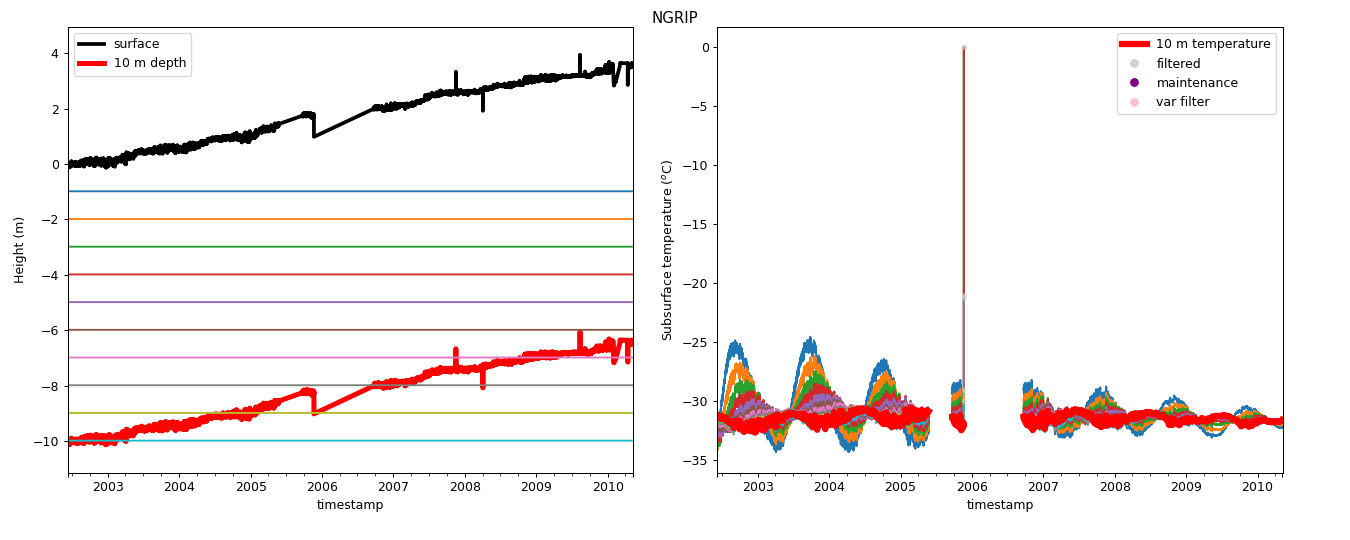 NGRIP
surface
10 m depth
4
2
0
−2
−4
−6
−8
−10
Height (m)
2003 2004 2005 2006 2007 2008 2009 2010
timestamp
10 m temperature
filtered
maintenance
var filter
0
−5
−10
−15
−20
−25
−30
−35
Subsurface temperature (°C)
2003 2004 2005 2006 2007 2008 2009 2010
timestamp